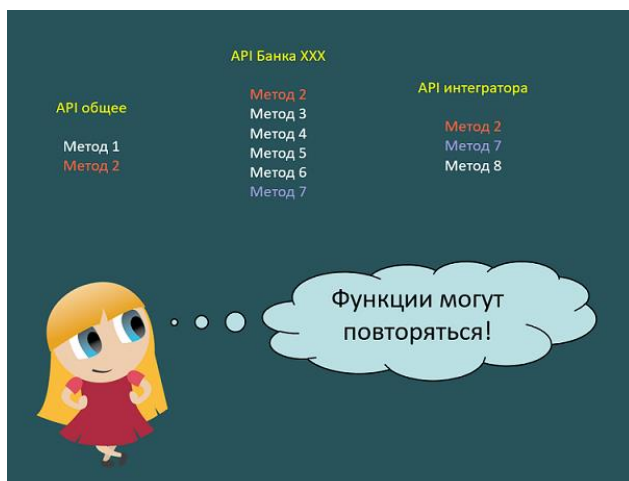 API общее
Метод 1
Метод 2
API Банка XXX
Метод 2
Метод 3
Метод 4
Метод 5
Метод 6
Метод 7
API интегратора
Метод 2
Метод 7
Метод 8
Функции могут
повторяться!